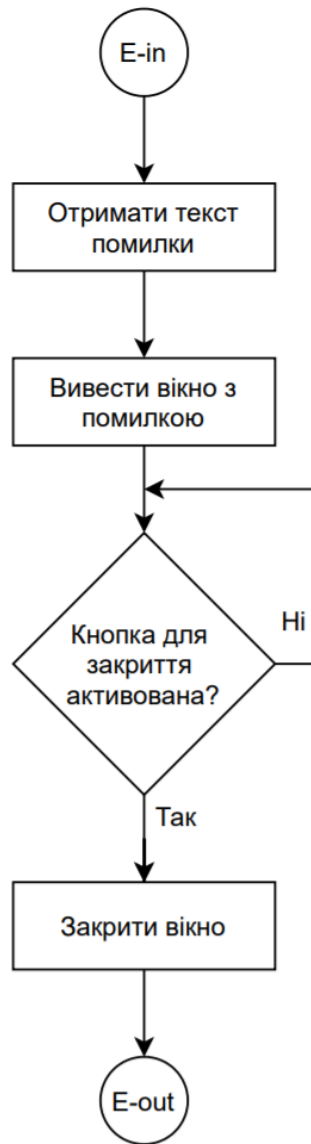 E-in
Отримати текст
помилки
Вивести вікно з
помилкою
Кнопка для
закриття
активована?
Ні
Так
Закрити вікно
E-out